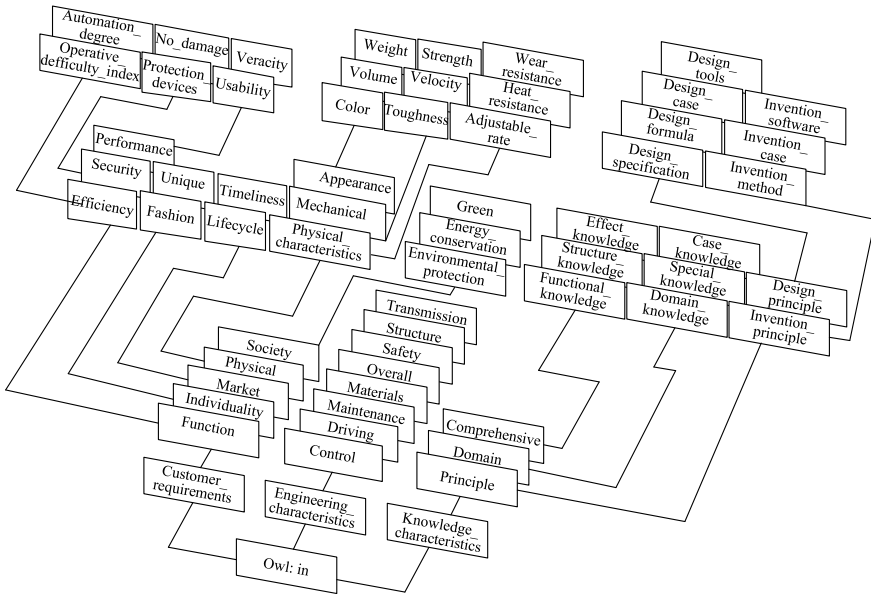 Automation_
degree
No_damage
Veracity
Operative_
defficulty_index
Protection_
devices
Usability
Weight
Strength
Wear_
resistance
Volume
Velocity
Heat_
resistance
Color
Toughness
Adjustable_
rate
Design_
tools
Design_
case
Invention_
software
Design_
formula
Invention_
case
Design_
specification
Invention_
method
Performance
Security
Unique
Timeliness
Appearance
Mechanical
Efficiency
Fashion
Lifecycle
Physical_
characteristics
Green
Energy_
conservation
Environmental_
protection
Effect_
knowledge
Case_
knowledge
Structure_
knowledge
Special_
knowledge
Design_
principle
Functional_
knowledge
Domain_
knowledge
Invention_
principle
Society
Physical
Market
Individuality
Function
Transmission
Structure
Safety
Overall
Materials
Maintenance
Driving
Control
Comprehensive
Domain
Principle
Customer_
requirements
Engineering_
characteristics
Knowledge_
characteristics
Owl: in